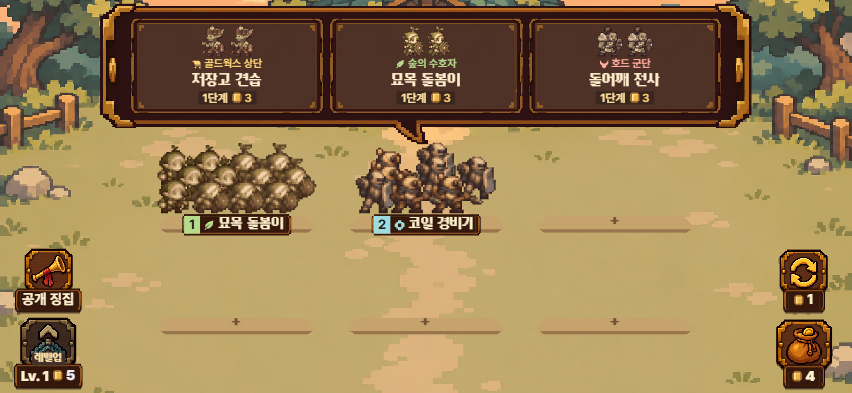 골드웍스 상단
저장고 견습
1단계 3
숲의 수호자
묘목 돌봄이
1단계 3
호드 군단
돌어깨 전사
1단계 3
1 묘목 돌봄이
2 코일 경비기
+
+
+
+
공개 징집
1
레벨업
Lv. 1 5
4